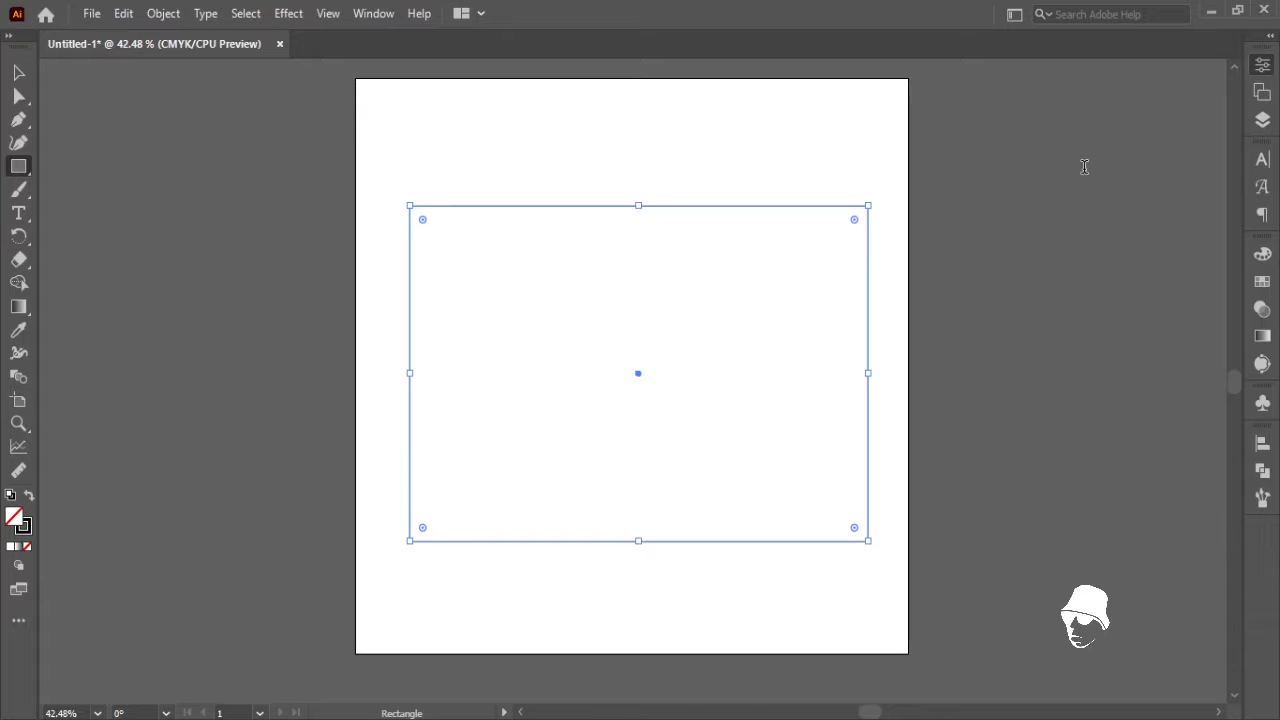 Ai File Edit Object Type Select Effect View Window Help Search Adobe Help
Untitled-1* @ 42.48 % (CMYK/CPU Preview) ×
42.48% 0° 1 Rectangle